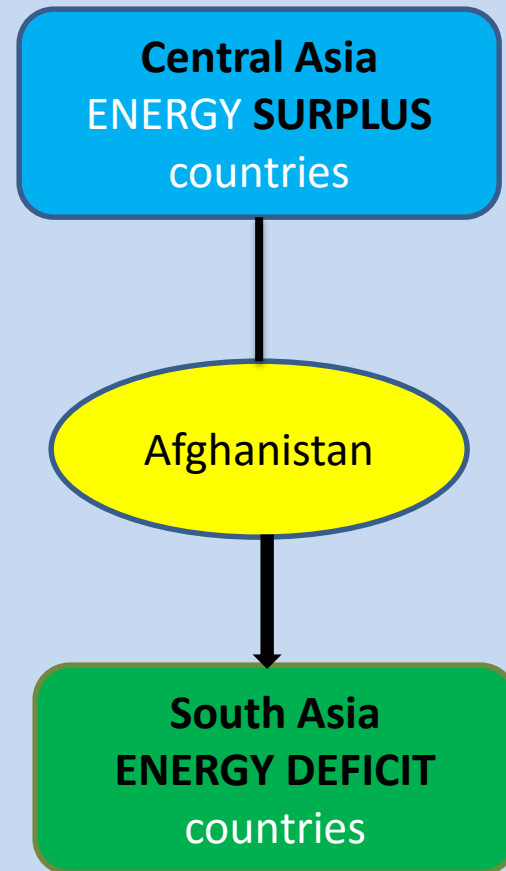 Central Asia
ENERGY SURPLUS
countries
Afghanistan
South Asia
ENERGY DEFICIT
countries